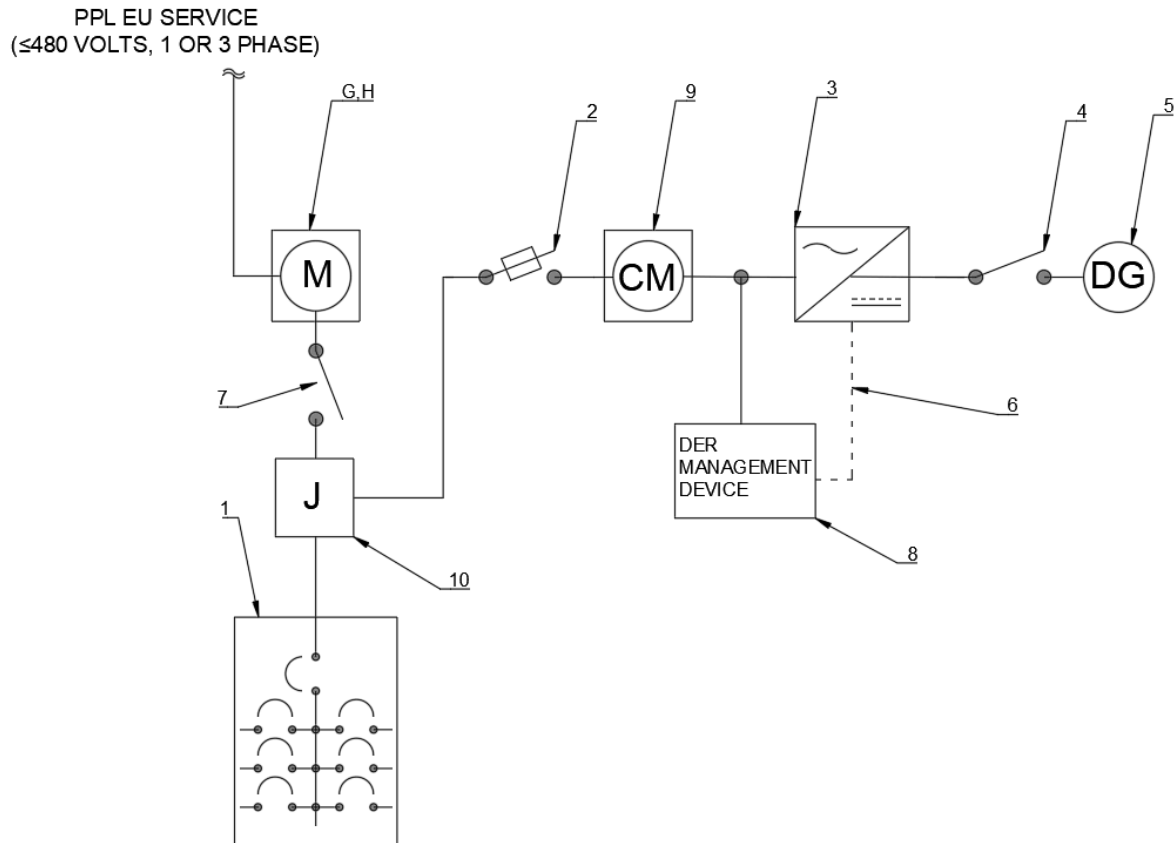 PPL EU SERVICE
(≤480 VOLTS, 1 OR 3 PHASE)
G,H
2
9
3
4
5
M
CM
DG
7
6
DER
MANAGEMENT
DEVICE
J
1
8
10